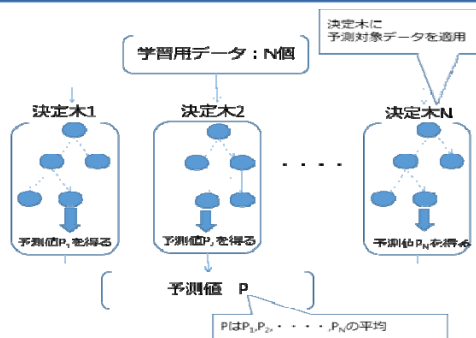 決定木に
予測対象データを適用
学習用データ：N個
決定木1
決定木2
決定木N
・・・・
予測値P₁を得る
予測値P₂を得る
予測値P_Nを得る
予測値　P
PはP₁,P₂,・・・・,P_Nの平均